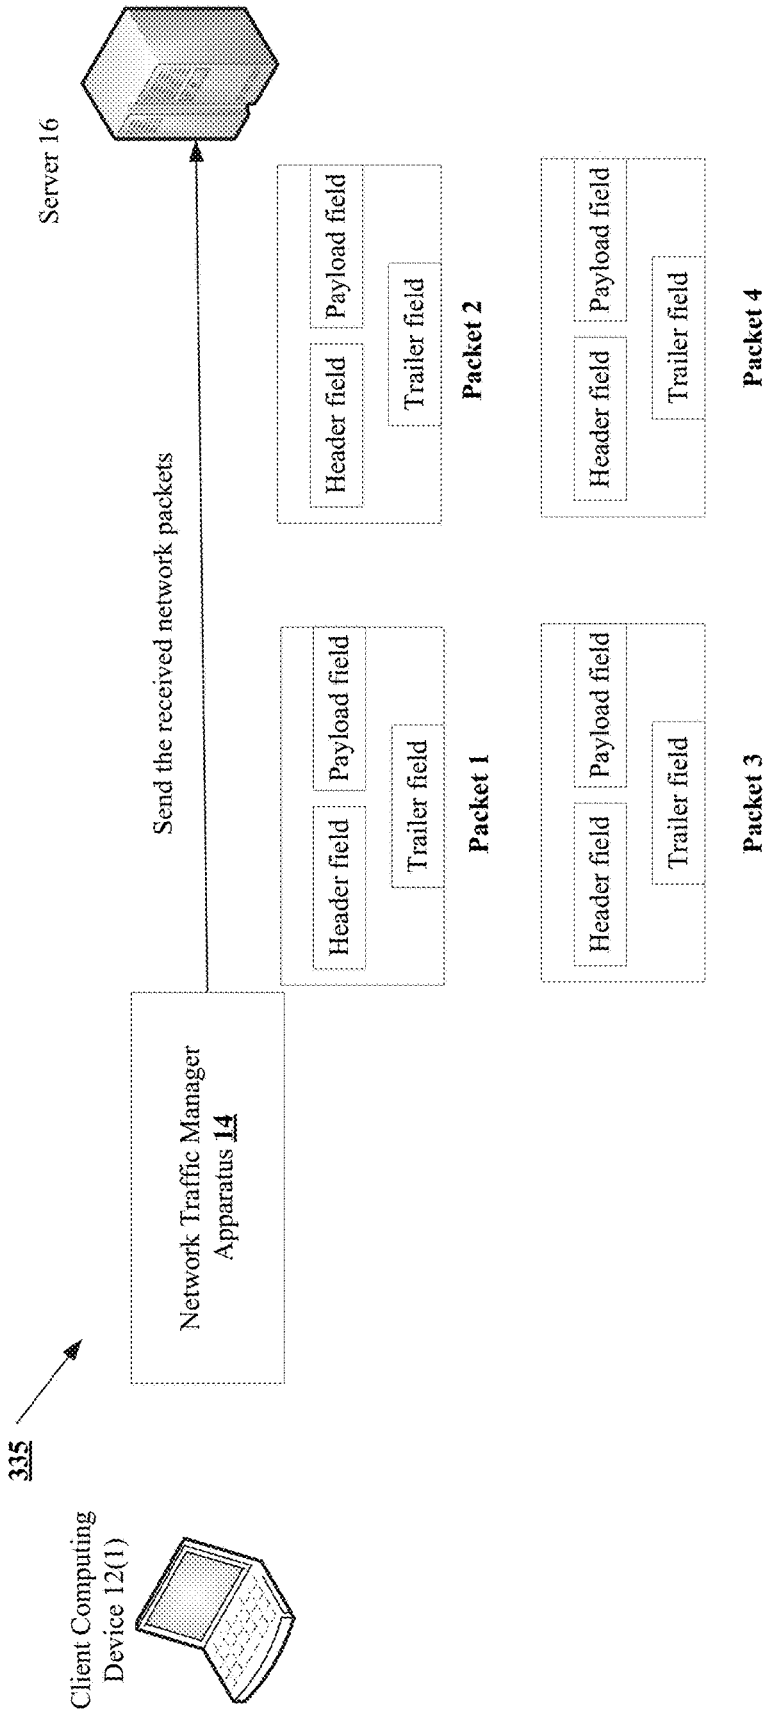 335
Client Computing
Device 12(1)
Network Traffic Manager
Apparatus 14
Send the received network packets
Server 16
Header field
Payload field
Trailer field
Packet 1
Header field
Payload field
Trailer field
Packet 2
Header field
Payload field
Trailer field
Packet 3
Header field
Payload field
Trailer field
Packet 4